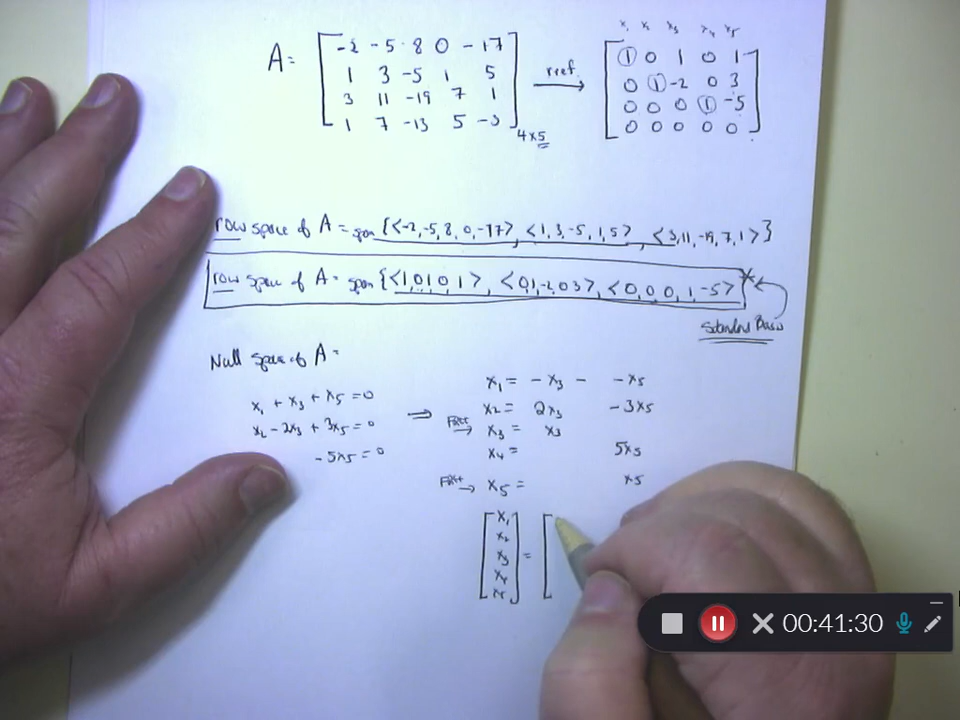 A = [ -2 -5 8 0 -17 ] x₁ x₂ x₃ x₄ x₅
1 3 -5 1 5
3 11 -19 7 1
1 7 -13 5 -3
4x5
rref
1 0 1 0 1
0 1 -2 0 3
0 0 0 1 -5
0 0 0 0 0
row space of A = span {<-2, -5, 8, 0, -17>, <1, 3, -5, 1, 5>, <3, 11, -19, 7, 1>}
row space of A = span {<1, 0, 1, 0, 1>, <0, 1, -2, 0 3>, <0, 0, 0, 1, -5>}
Standard Basis
Null space of A =
x₁ + x₃ + x₅ = 0
x₂ - 2x₃ + 3x₅ = 0
- 5x₅ = 0
⇒
x₁ = - x₃ - - x₅
x₂ = 2x₃ - 3x₅
Free → x₃ = x₃
x₄ = 5x₅
Free → x₅ = x₅
[ x₁ x₂ x₃ x₄ x₅ ] = [
00:41:30